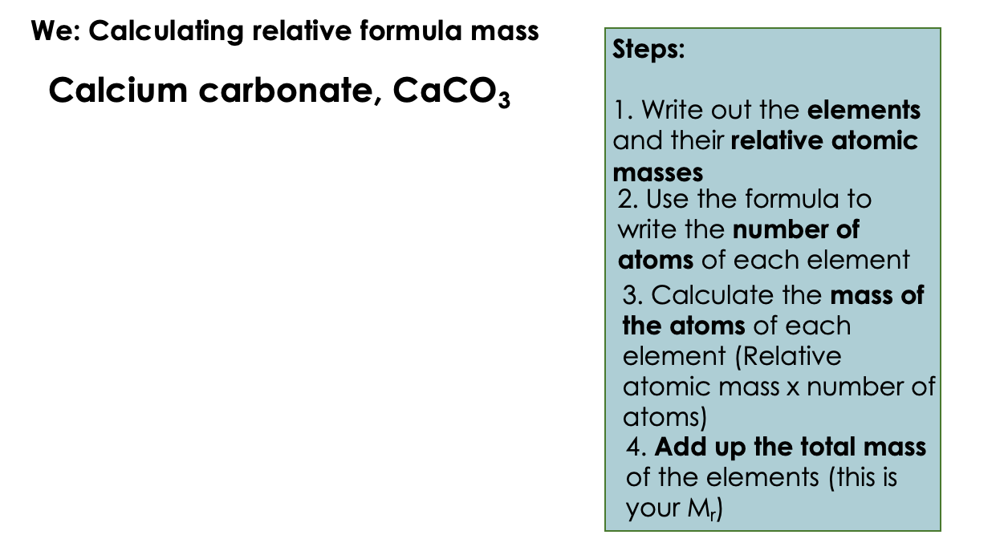 We: Calculating relative formula mass
Calcium carbonate, CaCO₃
Steps:
1. Write out the elements
and their relative atomic
masses
2. Use the formula to
write the number of
atoms of each element
3. Calculate the mass of
the atoms of each
element (Relative
atomic mass x number of
atoms)
4. Add up the total mass
of the elements (this is
your Mᵣ)